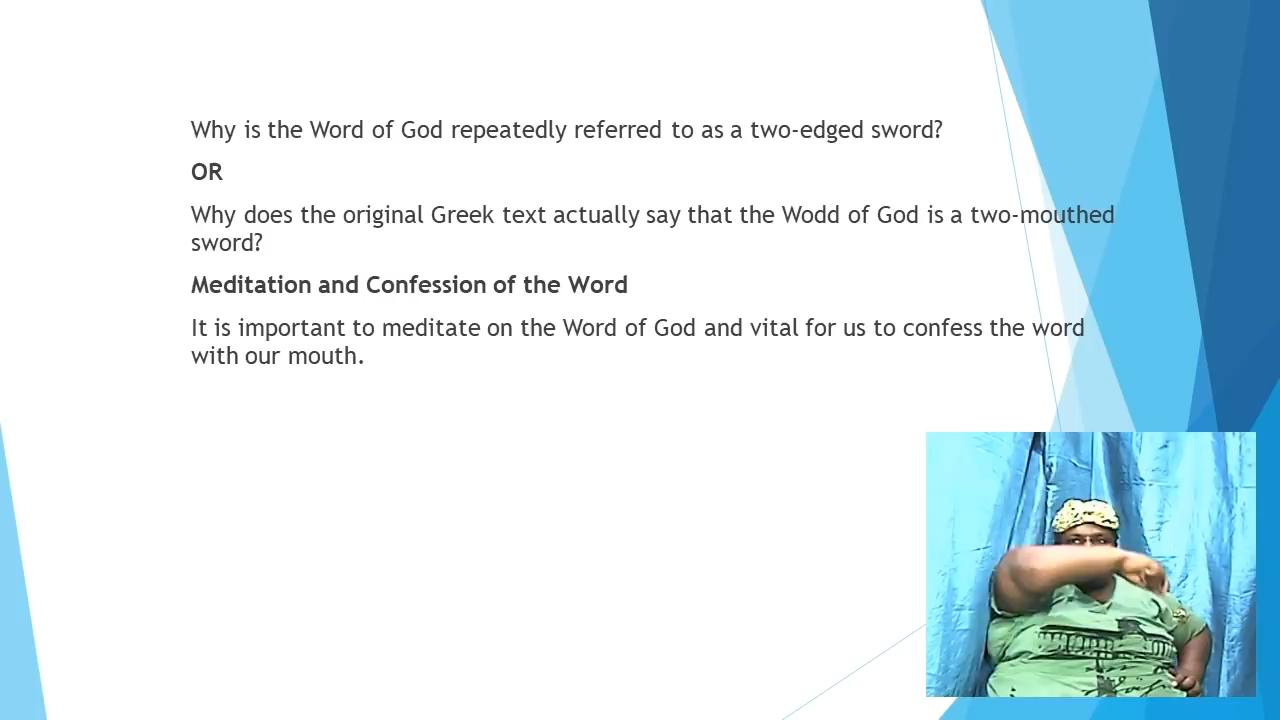 Why is the Word of God repeatedly referred to as a two-edged sword?
OR
Why does the original Greek text actually say that the Wodd of God is a two-mouthed
sword?
Meditation and Confession of the Word
It is important to meditate on the Word of God and vital for us to confess the word
with our mouth.